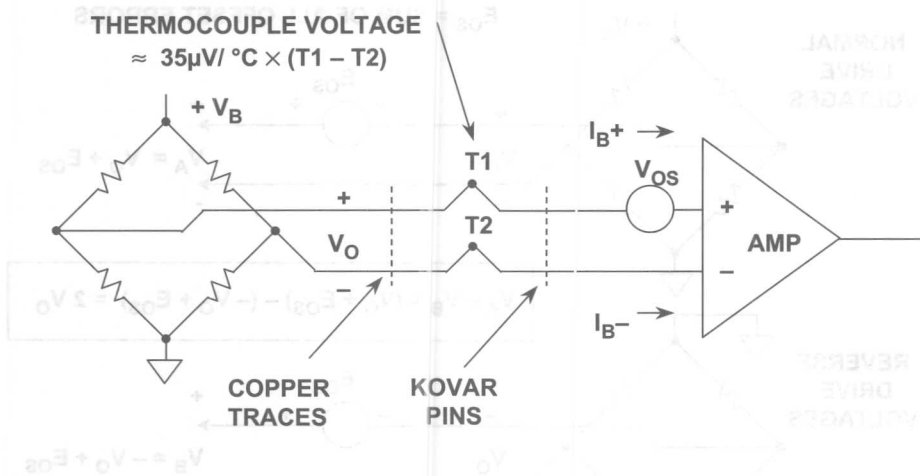 THERMOCOUPLE VOLTAGE
≈ 35µV/ °C × (T1 – T2)
+ V_B
I_B+
T1
V_OS
+
+
T2
V_O
AMP
–
–
I_B–
COPPER
TRACES
KOVAR
PINS